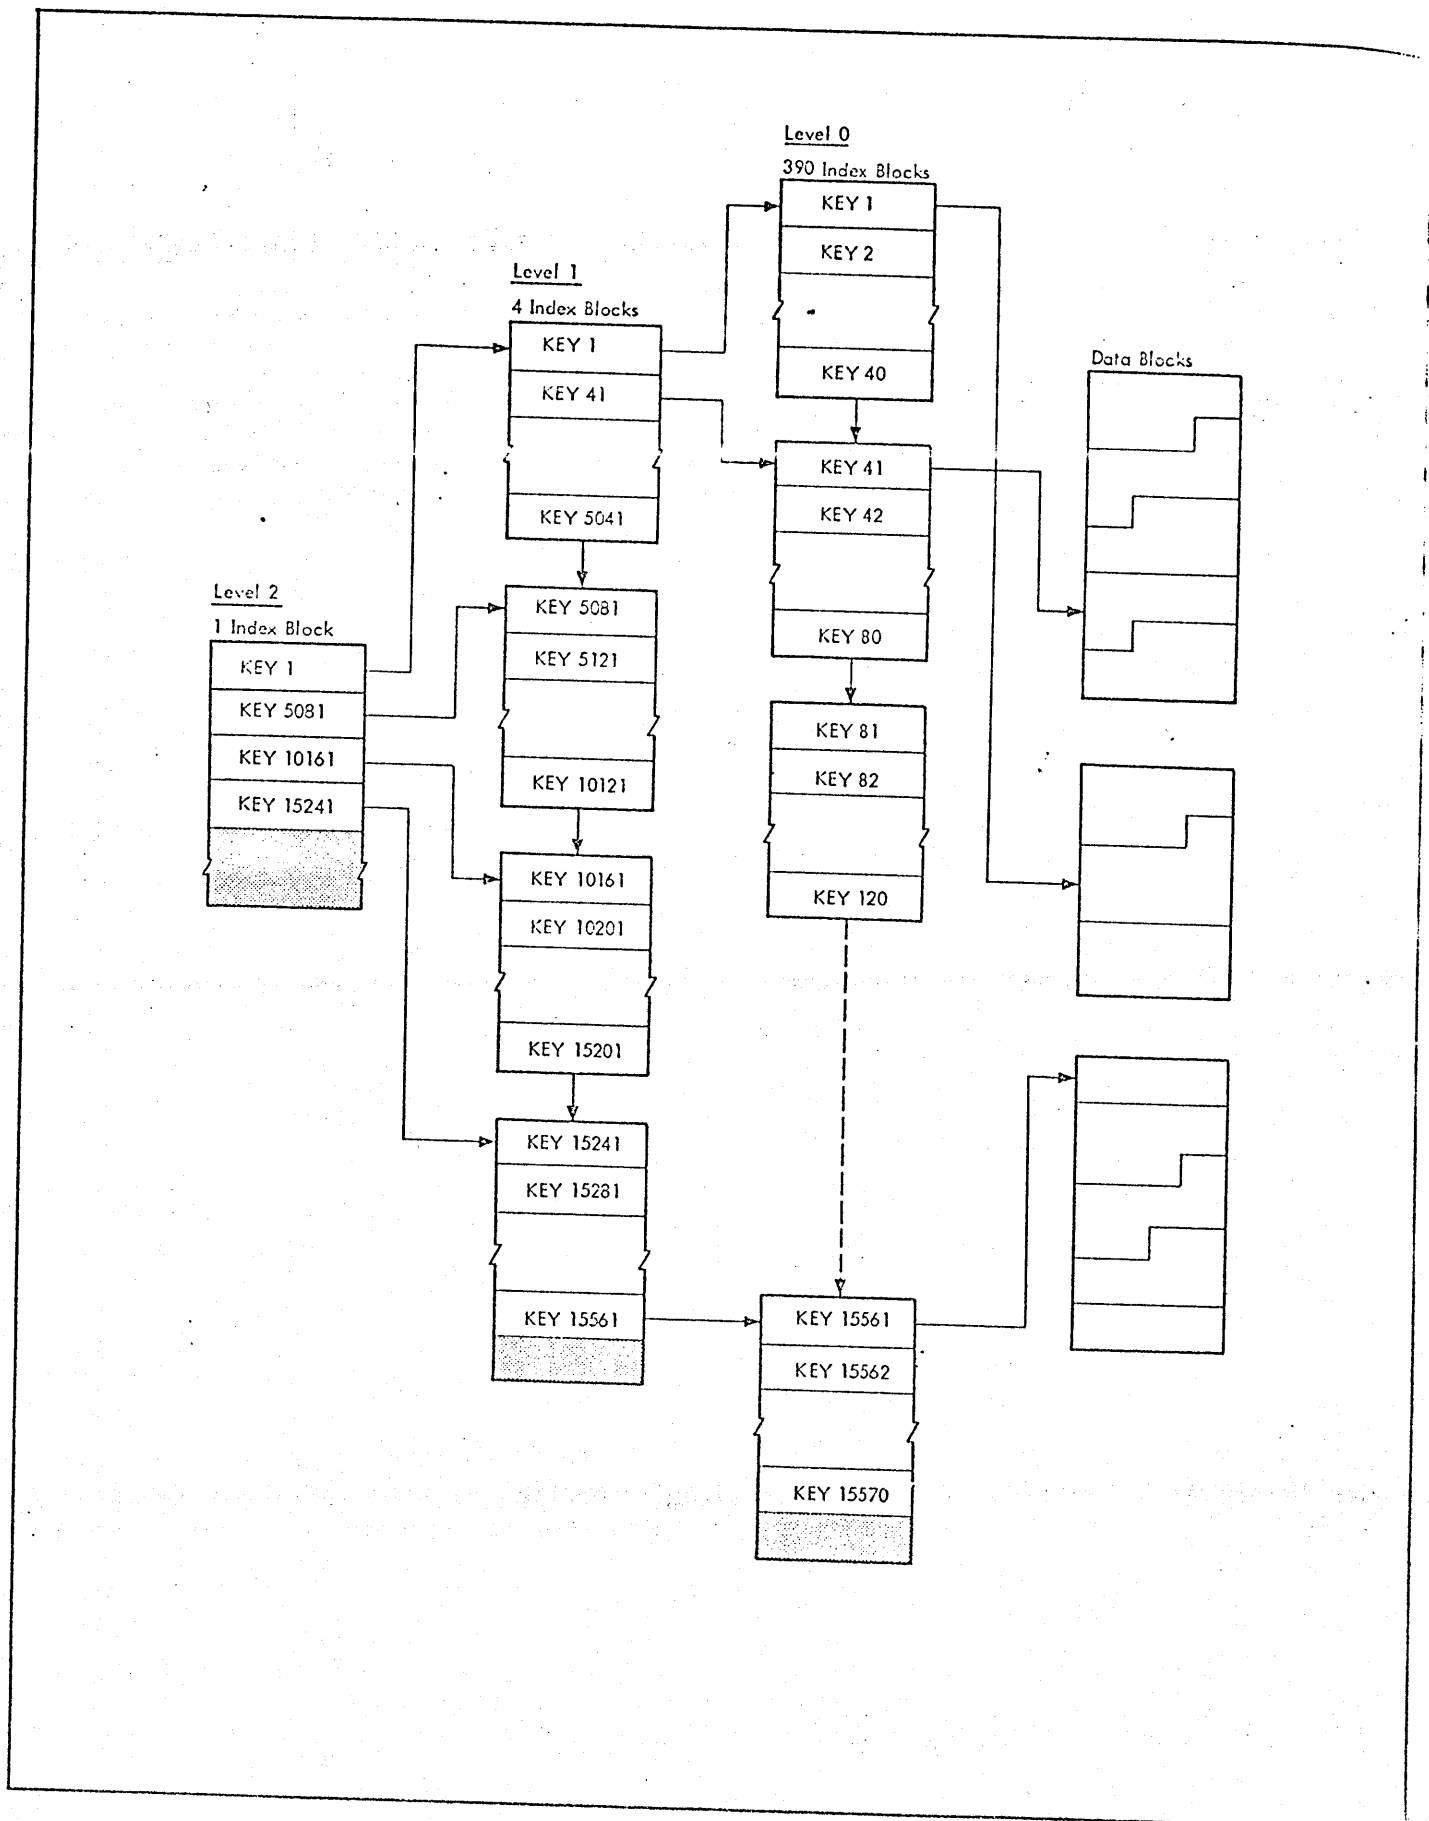 Level 0
390 Index Blocks
KEY 1
KEY 2
KEY 40
KEY 41
KEY 42
KEY 80
KEY 81
KEY 82
KEY 120
KEY 15561
KEY 15562
KEY 15570
Level 1
4 Index Blocks
KEY 1
KEY 41
KEY 5041
KEY 5081
KEY 5121
KEY 10121
KEY 10161
KEY 10201
KEY 15201
KEY 15241
KEY 15281
KEY 15561
Level 2
1 Index Block
KEY 1
KEY 5081
KEY 10161
KEY 15241
Data Blocks